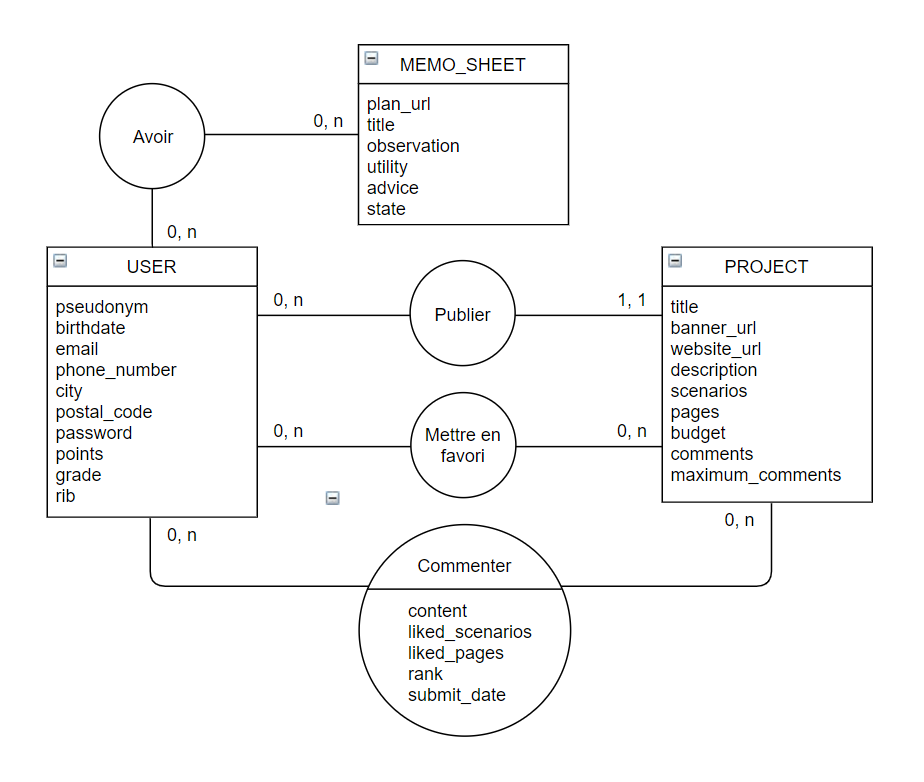 MEMO_SHEET
plan_url
title
observation
utility
advice
state
Avoir
0, n
0, n
USER
pseudonym
birthdate
email
phone_number
city
postal_code
password
points
grade
rib
0, n
Publier
1, 1
PROJECT
title
banner_url
website_url
description
scenarios
pages
budget
comments
maximum_comments
0, n
Mettre en
favori
0, n
0, n
0, n
Commenter
content
liked_scenarios
liked_pages
rank
submit_date